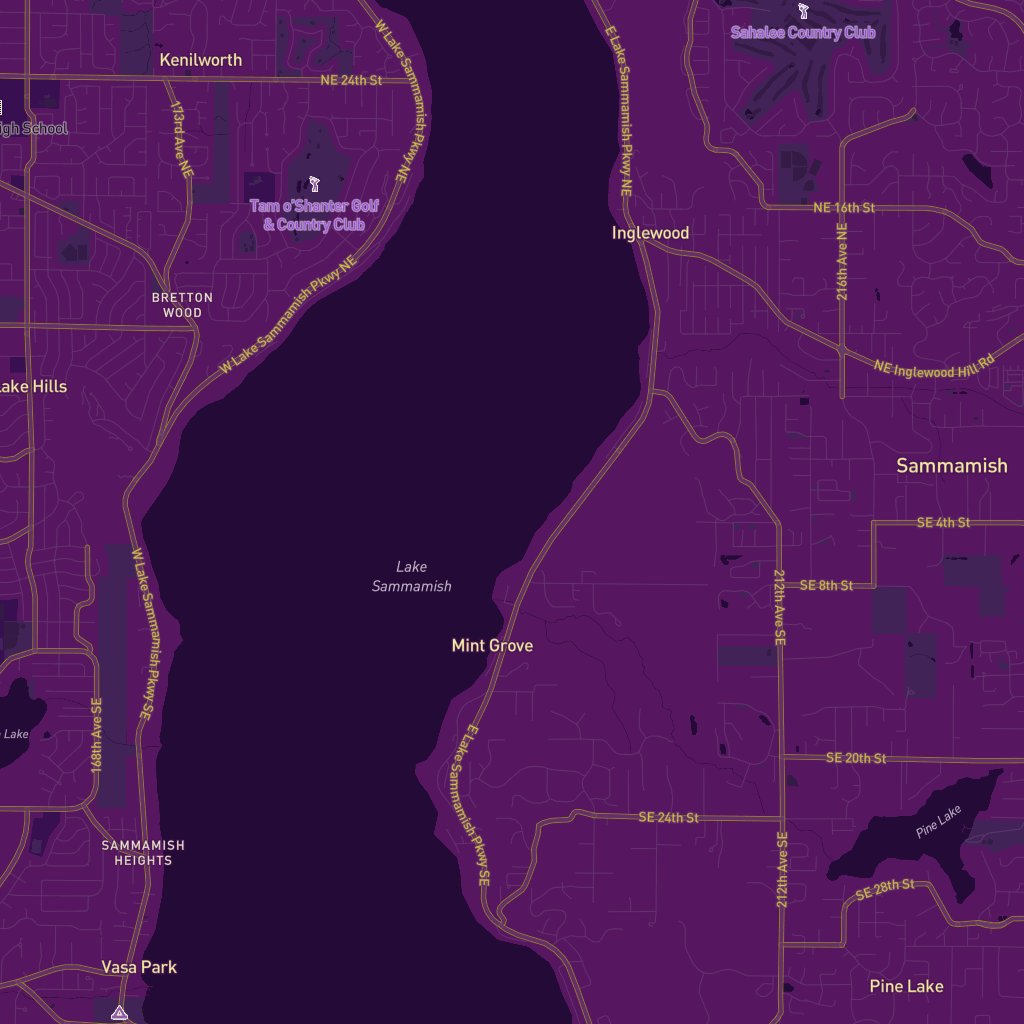 Sahalee Country Club
W Lake Sammamish Pkwy NE
E Lake Sammamish Pkwy NE
Kenilworth
NE 24th St
173rd Ave NE
igh School
Tam o'Shanter Golf
& Country Club
NE 16th St
Inglewood
216th Ave NE
W Lake Sammamish Pkwy NE
BRETTON
WOOD
NE Inglewood Hill Rd
Lake Hills
Sammamish
SE 4th St
Lake
Sammamish
212th Ave SE
SE 8th St
W Lake Sammamish Pkwy SE
Mint Grove
168th Ave SE
Lake
E Lake Sammamish Pkwy SE
SE 20th St
SE 24th St
Pine Lake
SAMMAMISH
HEIGHTS
212th Ave SE
SE 28th St
Vasa Park
Pine Lake